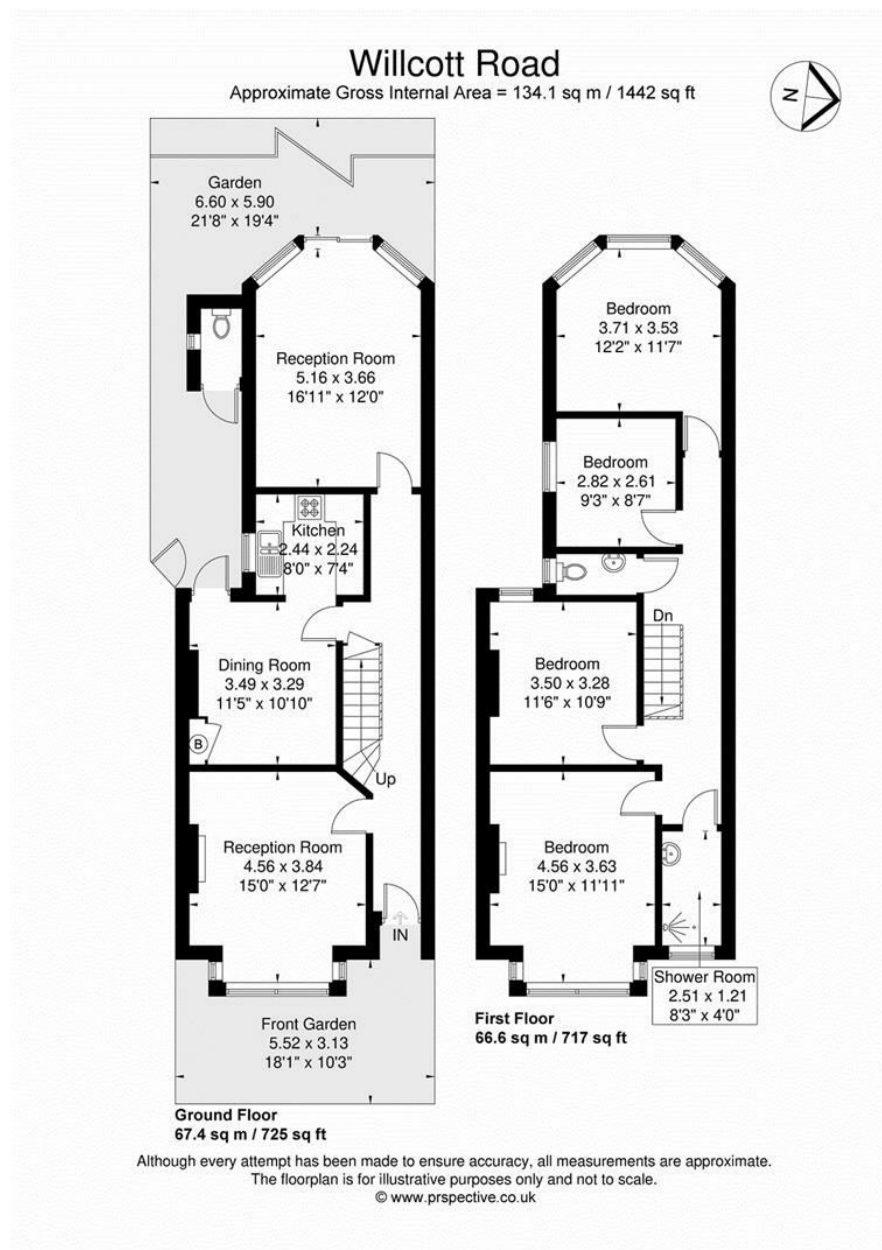 Willcott Road
Approximate Gross Internal Area = 134.1 sq m / 1442 sq ft
N
Garden
6.60 x 5.90
21'8" x 19'4"
Reception Room
5.16 x 3.66
16'11" x 12'0"
Kitchen
2.44 x 2.24
8'0" x 7'4"
Dining Room
3.49 x 3.29
11'5" x 10'10"
B
Up
Reception Room
4.56 x 3.84
15'0" x 12'7"
IN
Front Garden
5.52 x 3.13
18'1" x 10'3"
Ground Floor
67.4 sq m / 725 sq ft
Bedroom
3.71 x 3.53
12'2" x 11'7"
Bedroom
2.82 x 2.61
9'3" x 8'7"
Dn
Bedroom
3.50 x 3.28
11'6" x 10'9"
Bedroom
4.56 x 3.63
15'0" x 11'11"
Shower Room
2.51 x 1.21
8'3" x 4'0"
First Floor
66.6 sq m / 717 sq ft
Although every attempt has been made to ensure accuracy, all measurements are approximate.
The floorplan is for illustrative purposes only and not to scale.
© www.prspective.co.uk